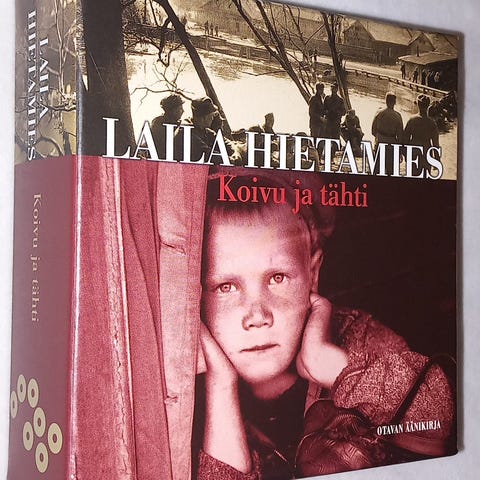 LAILA HIETAMIES
Koivu ja tähti
OTAVAN ÄÄNIKIRJA
LAILA
HIETAMIES
Koivu ja tähti